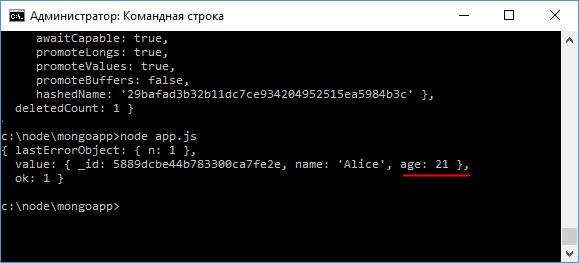 Администратор: Командная строка
awaitCapable: true,
promoteLongs: true,
promoteValues: true,
promoteBuffers: false,
hashedName: '29bafad3b32b11dc7ce934204952515ea5984b3c' },
deletedCount: 1 }
c:\node\mongoapp>node app.js
{ lastErrorObject: { n: 1 },
value: { _id: 5889dcbe44b783300ca7fe2e, name: 'Alice', age: 21 },
ok: 1 }
c:\node\mongoapp>